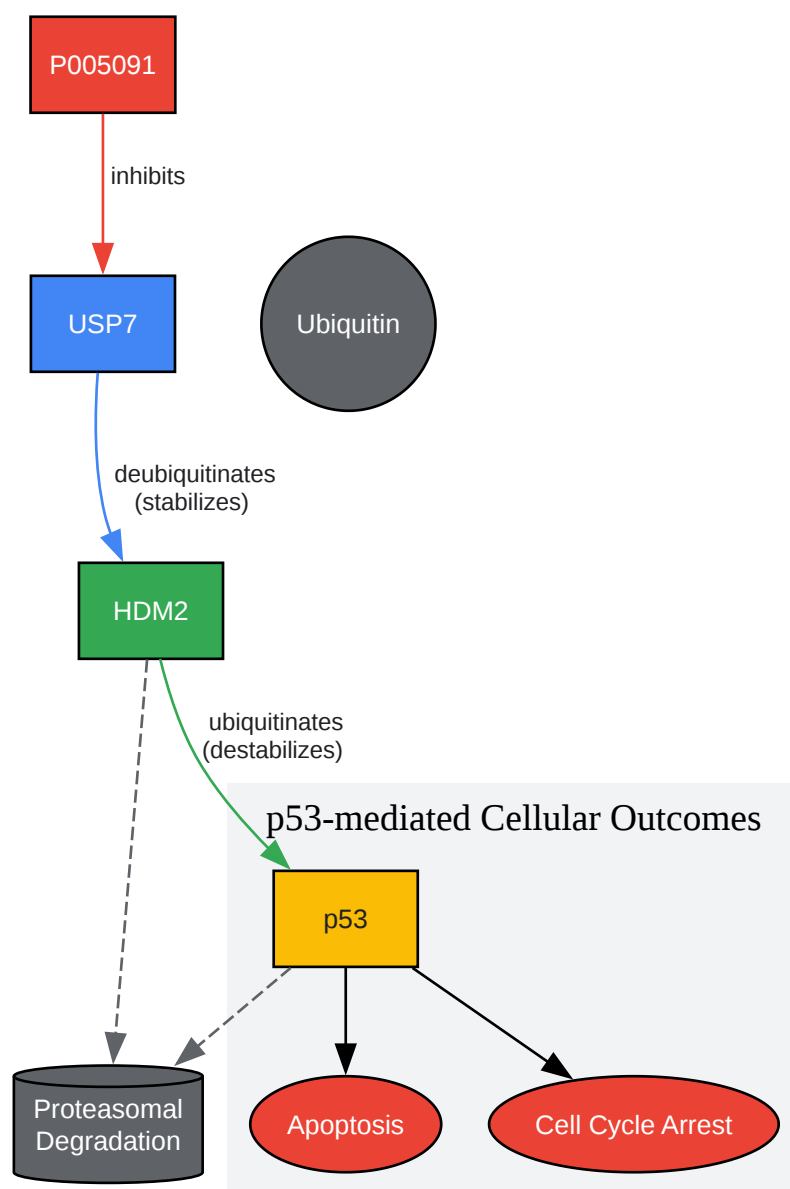 P005091
inhibits
USP7
Ubiquitin
deubiquitinates
(stabilizes)
HDM2
ubiquitinates
(destabilizes)
p53-mediated Cellular Outcomes
p53
Proteasomal
Degradation
Apoptosis
Cell Cycle Arrest